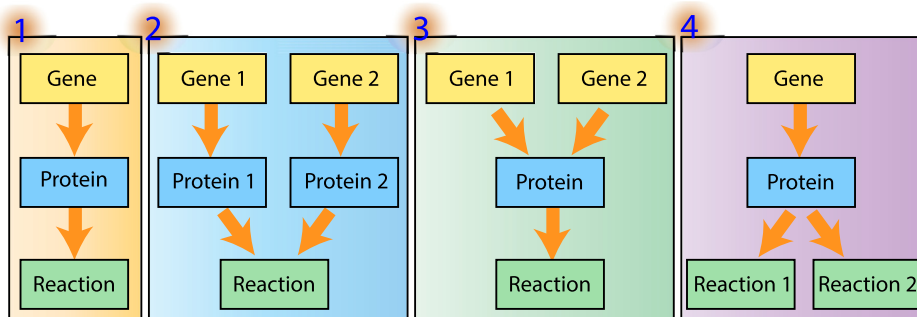 1
Gene
Protein
Reaction
2
Gene 1 Gene 2
Protein 1 Protein 2
Reaction
3
Gene 1 Gene 2
Protein
Reaction
4
Gene
Protein
Reaction 1 Reaction 2